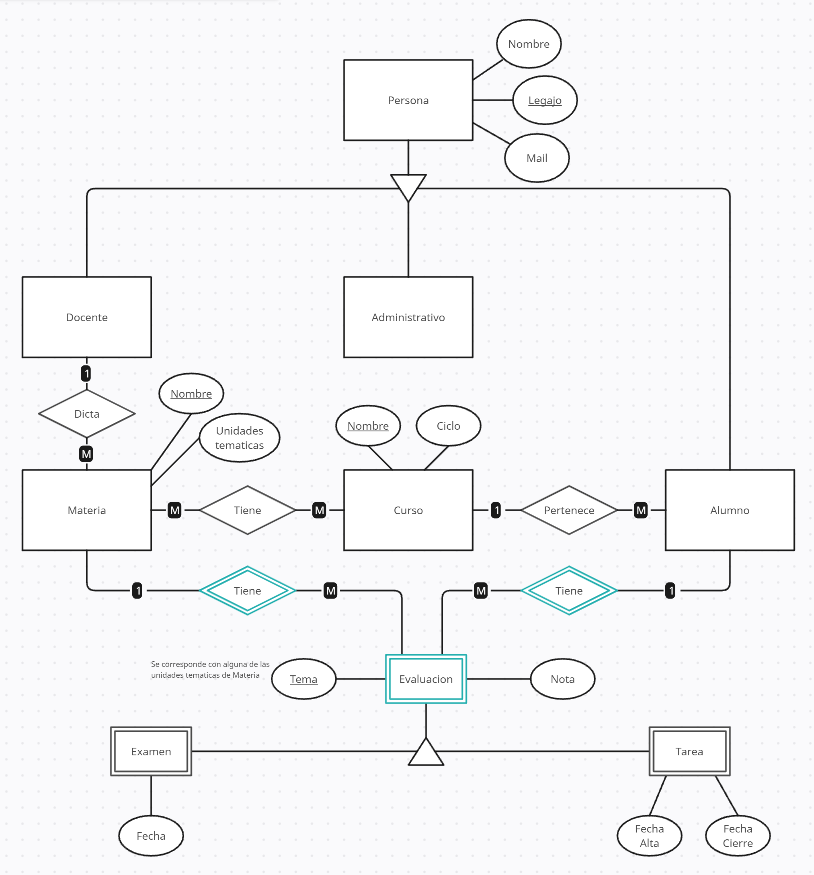 Nombre
Persona
Legajo
Mail
Docente
Administrativo
1
Dicta
M
Nombre
Unidades
tematicas
Nombre
Ciclo
Materia
M
Tiene
M
Curso
1
Pertenece
M
Alumno
1
Tiene
M
M
Tiene
1
Se corresponde con alguna de las
unidades tematicas de Materia
Tema
Evaluacion
Nota
Examen
Tarea
Fecha
Fecha
Alta
Fecha
Cierre